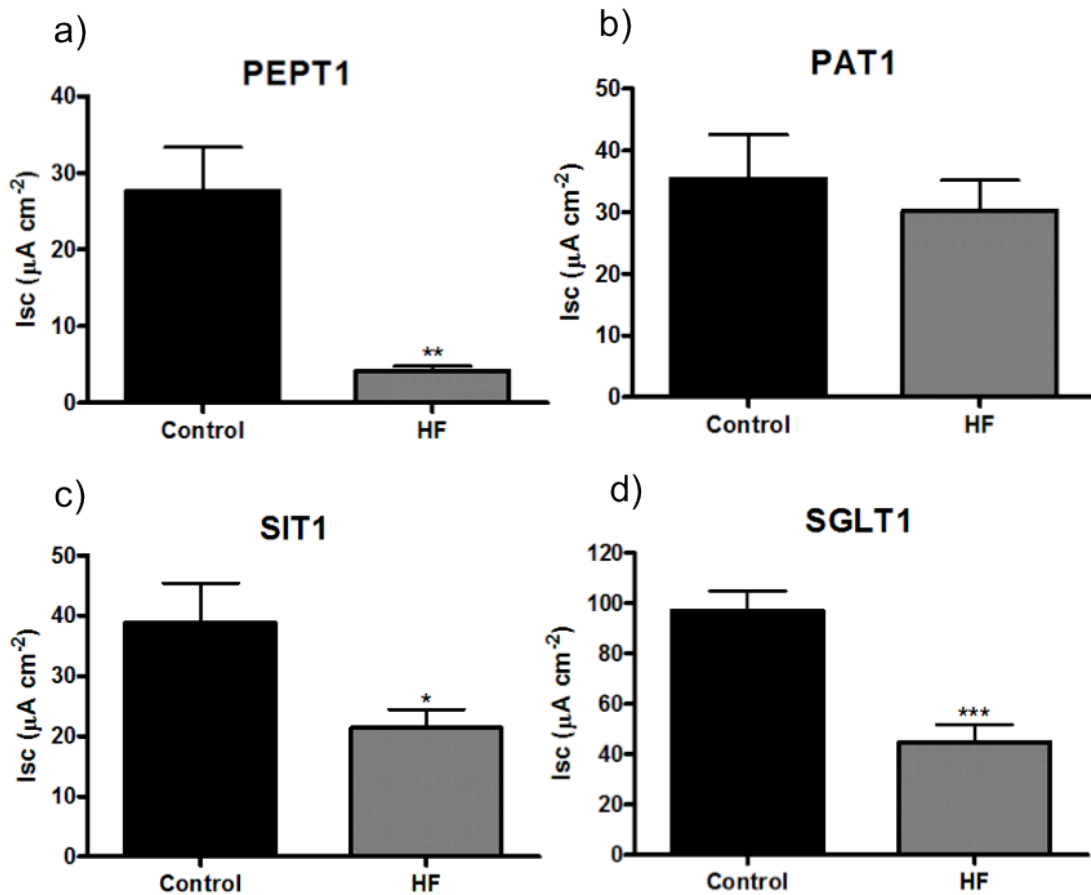 a)
PEPT1
Isc (μA cm⁻²)
40
30
20
10
0
**
Control HF
b)
PAT1
Isc (μA cm⁻²)
50
40
30
20
10
0
Control HF
c)
SIT1
Isc (μA cm⁻²)
50
40
30
20
10
0
*
Control HF
d)
SGLT1
Isc (μA cm⁻²)
120
100
80
60
40
20
0
***
Control HF